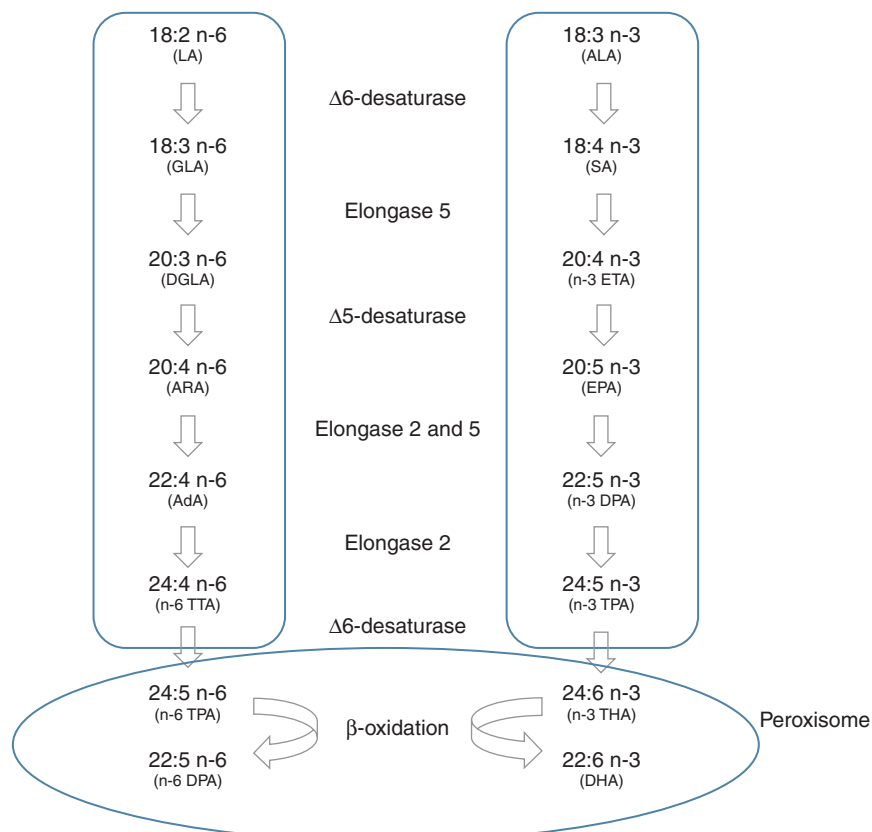 18:2 n-6
(LA)
18:3 n-3
(ALA)
Δ6-desaturase
18:3 n-6
(GLA)
18:4 n-3
(SA)
Elongase 5
20:3 n-6
(DGLA)
20:4 n-3
(n-3 ETA)
Δ5-desaturase
20:4 n-6
(ARA)
20:5 n-3
(EPA)
Elongase 2 and 5
22:4 n-6
(AdA)
22:5 n-3
(n-3 DPA)
Elongase 2
24:4 n-6
(n-6 TTA)
24:5 n-3
(n-3 TPA)
Δ6-desaturase
24:5 n-6
(n-6 TPA)
24:6 n-3
(n-3 THA)
β-oxidation
Peroxisome
22:5 n-6
(n-6 DPA)
22:6 n-3
(DHA)